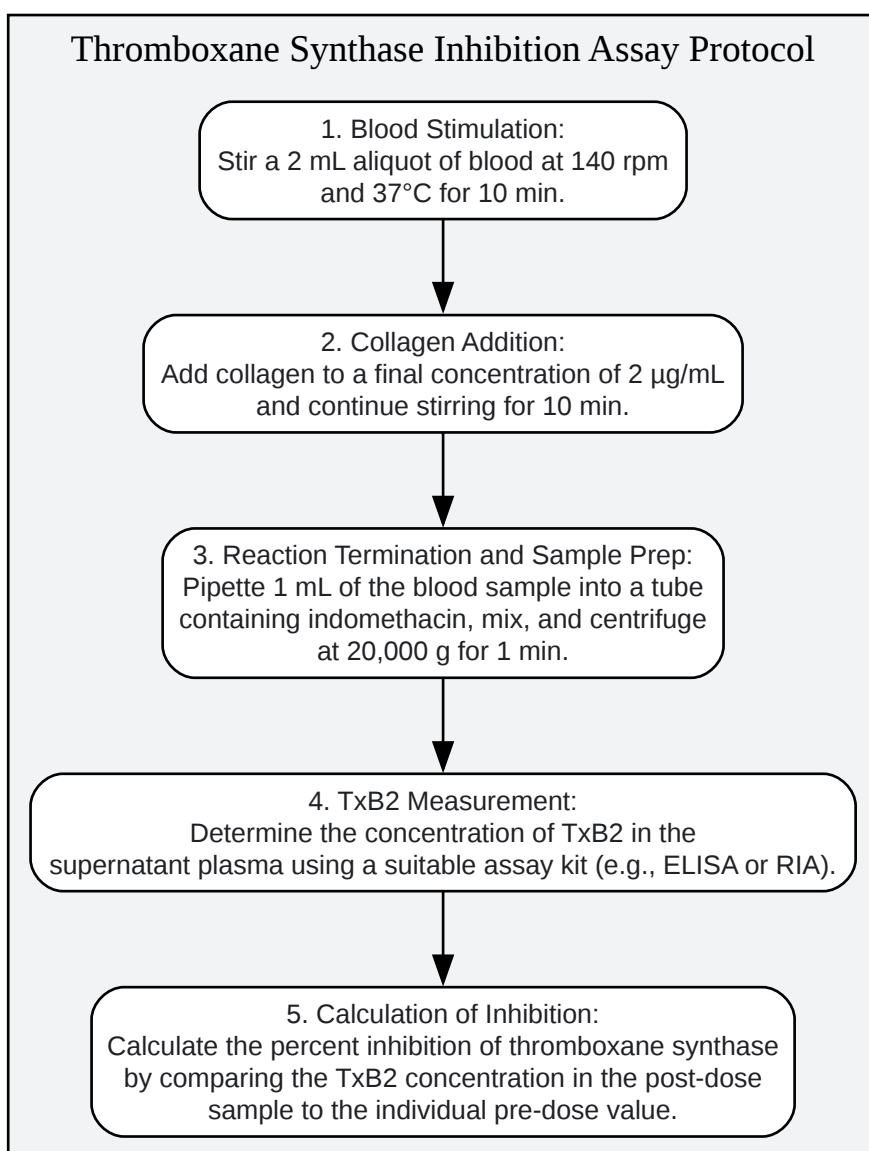 Thromboxane Synthase Inhibition Assay Protocol
1. Blood Stimulation:
Stir a 2 mL aliquot of blood at 140 rpm
and 37°C for 10 min.
2. Collagen Addition:
Add collagen to a final concentration of 2 µg/mL
and continue stirring for 10 min.
3. Reaction Termination and Sample Prep:
Pipette 1 mL of the blood sample into a tube
containing indomethacin, mix, and centrifuge
at 20,000 g for 1 min.
4. TxB2 Measurement:
Determine the concentration of TxB2 in the
supernatant plasma using a suitable assay kit (e.g., ELISA or RIA).
5. Calculation of Inhibition:
Calculate the percent inhibition of thromboxane synthase
by comparing the TxB2 concentration in the post-dose
sample to the individual pre-dose value.